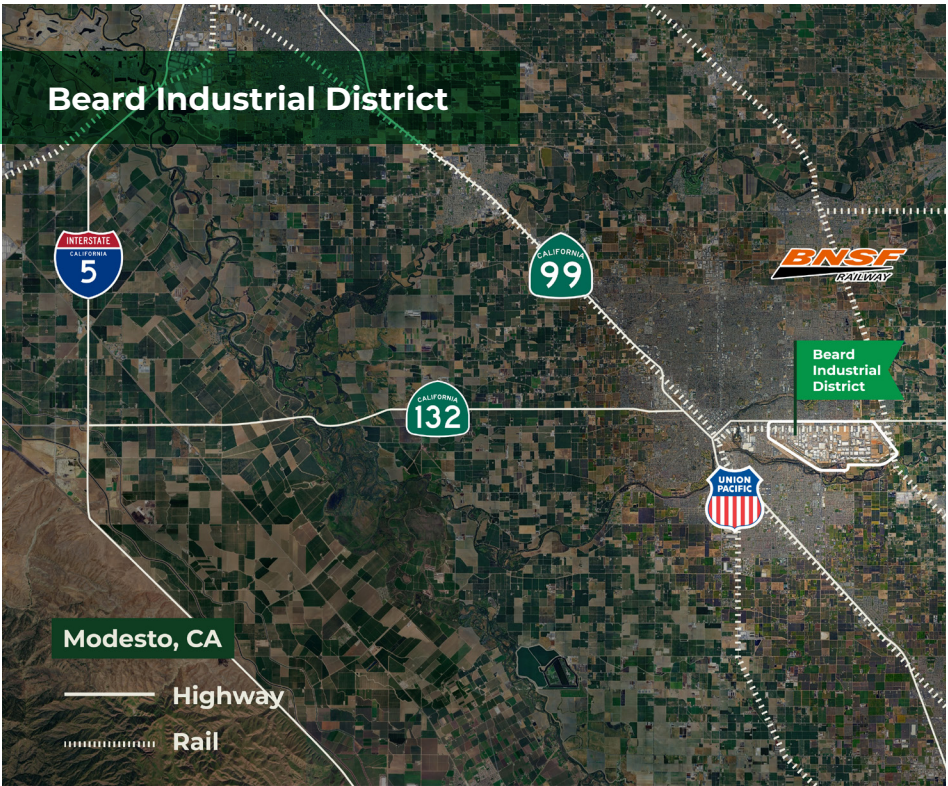 Beard Industrial District
INTERSTATE
CALIFORNIA
5
CALIFORNIA
99
BNSF
RAILWAY
Beard
Industrial
District
CALIFORNIA
132
UNION
PACIFIC
Modesto, CA
Highway
Rail